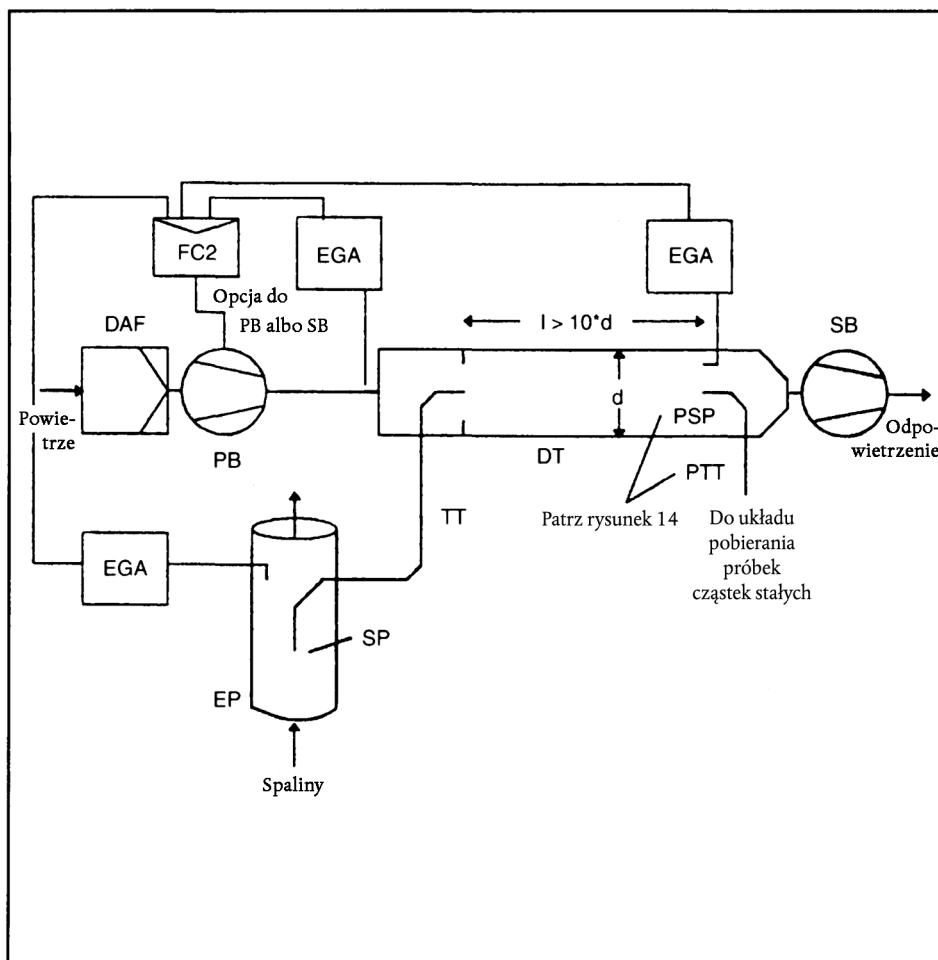 FC2
EGA
EGA
Opcja do
PB albo SB
DAF
l > 10*d
SB
Powie-
trze
d
PSP
Odpo-
wietrzenie
PB
DT
PTT
TT
Patrz rysunek 14
Do układu
pobierania
próbek
cząstek stałych
EGA
SP
EP
Spaliny